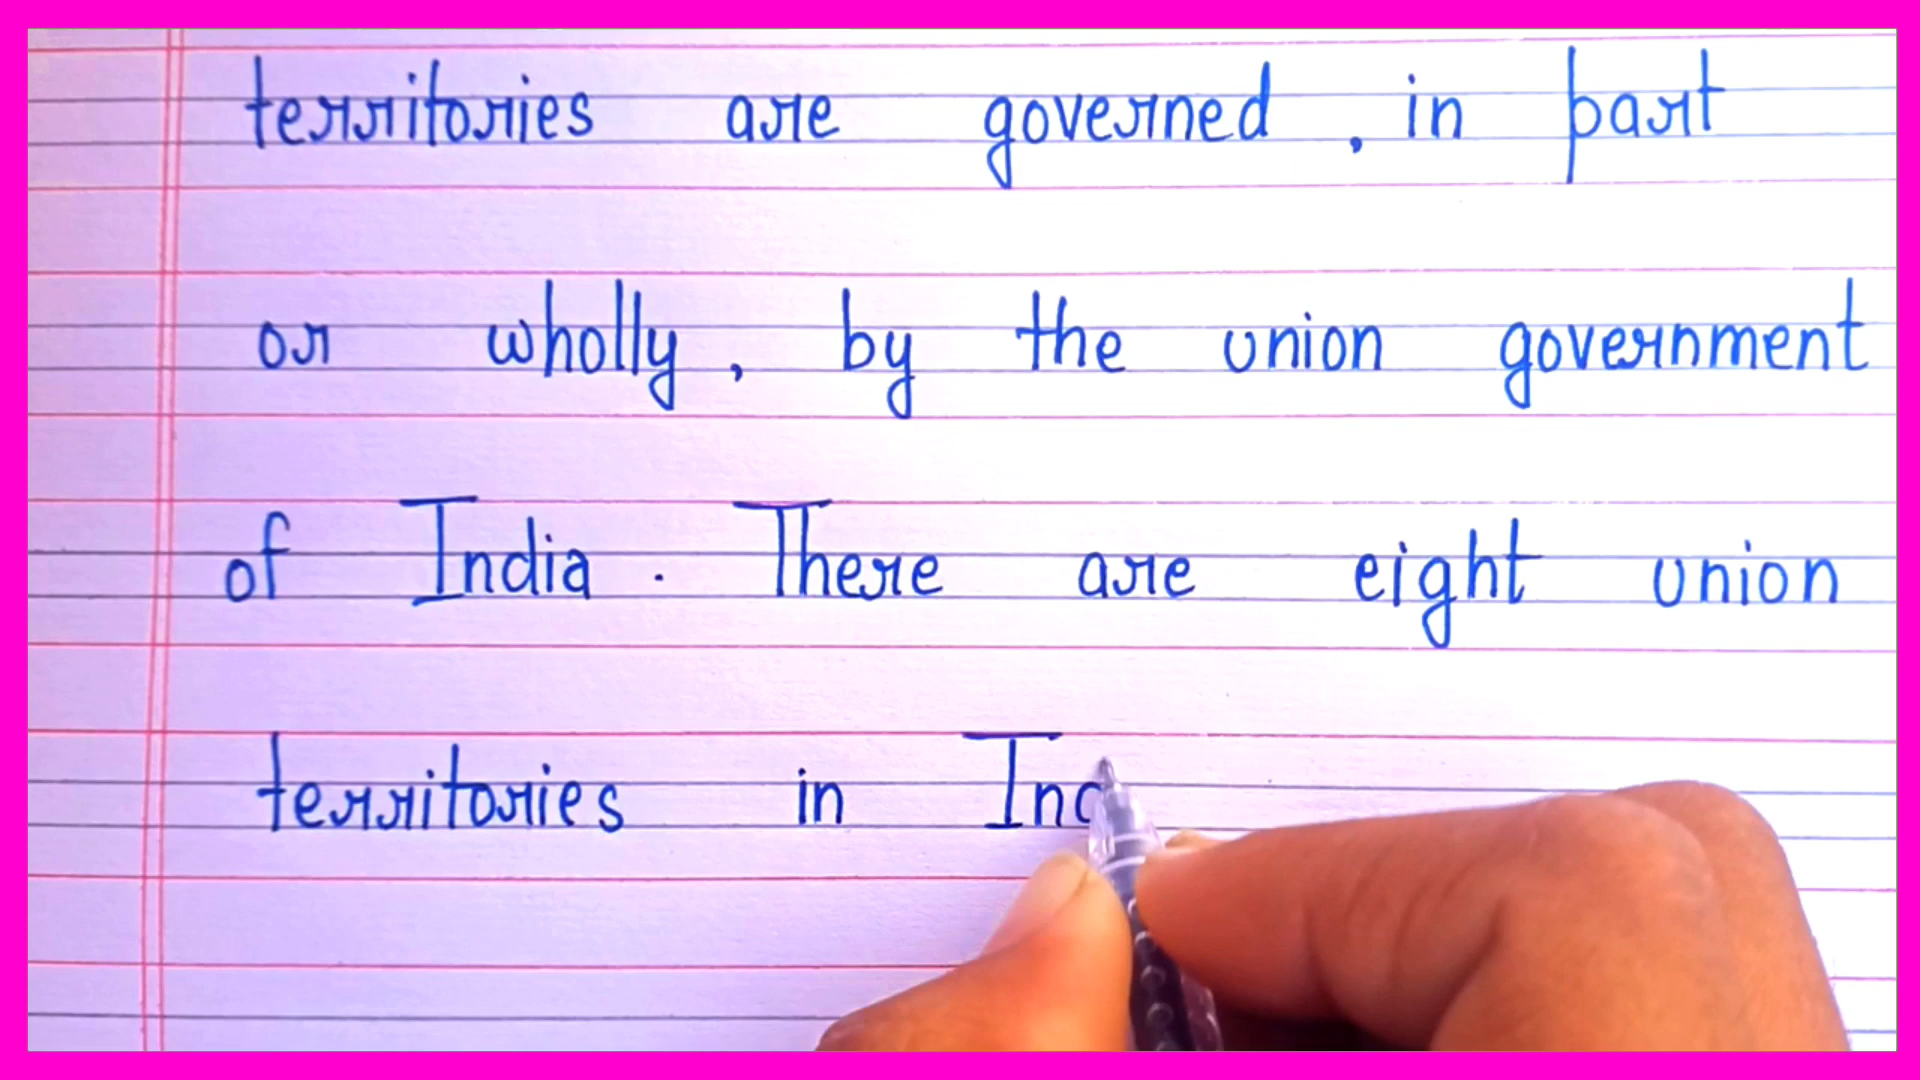 territories are governed, in part
or wholly, by the union government
of India. There are eight union
territories in